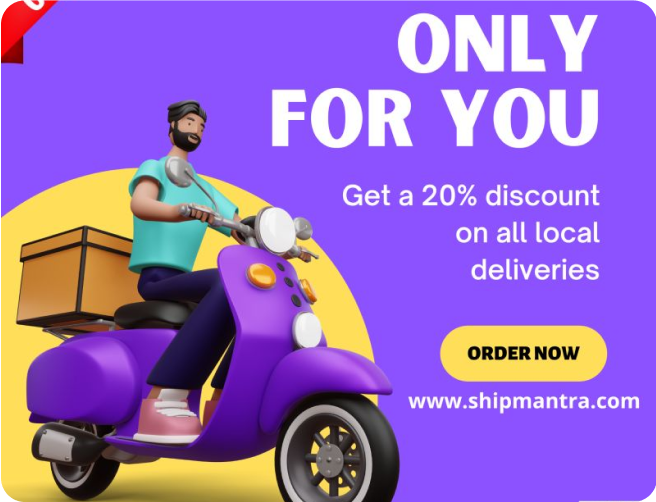 ONLY
FOR YOU
Get a 20% discount
on all local
deliveries
ORDER NOW
www.shipmantra.com